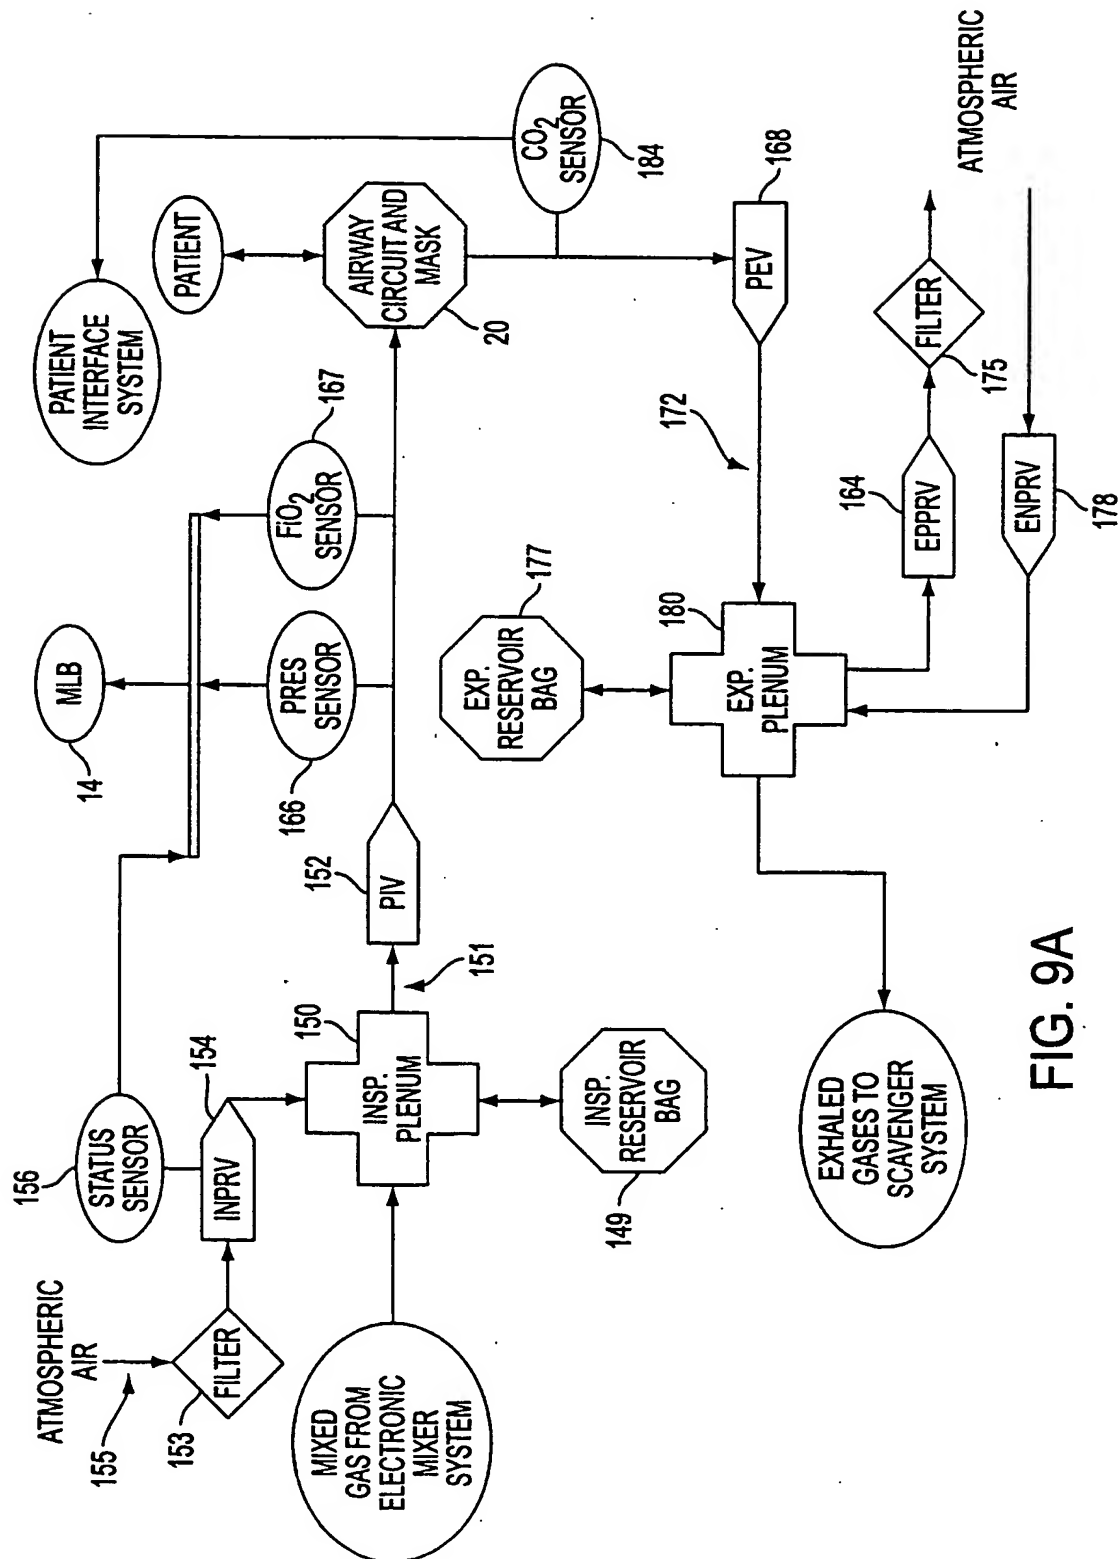 ATMOSPHERIC
AIR
155
153
FILTER
156
STATUS
SENSOR
INPRV
154
MIXED
GAS FROM
ELECTRONIC
MIXER
SYSTEM
INSP.
PLENUM
150
151
INSP.
RESERVOIR
BAG
149
PIV
152
MLB
14
PRES
SENSOR
166
FiO2
SENSOR
167
PATIENT
INTERFACE
SYSTEM
PATIENT
AIRWAY
CIRCUIT AND
MASK
20
CO2
SENSOR
184
PEV
168
172
EXP.
RESERVOIR
BAG
177
EXP.
PLENUM
180
EPPRV
164
FILTER
175
ATMOSPHERIC
AIR
ENPRV
178
EXHALED
GASES TO
SCAVENGER
SYSTEM
FIG. 9A